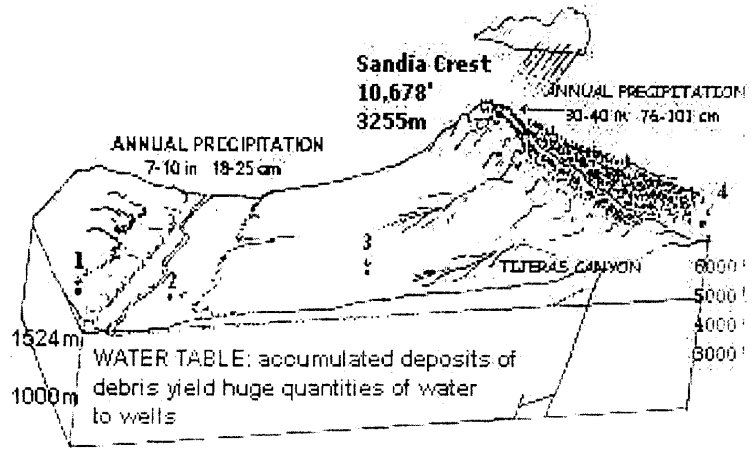 Sandia Crest
10,678'
3255m
ANNUAL PRECIPITATION
30-40 in 76-101 cm
ANNUAL PRECIPITATION
7-10 in 18-25 cm
4
1
3
2
TIJERAS CANYON
6000'
5000'
4000'
3000'
1524 m
1000 m
WATER TABLE: accumulated deposits of
debris yield huge quantities of water
to wells